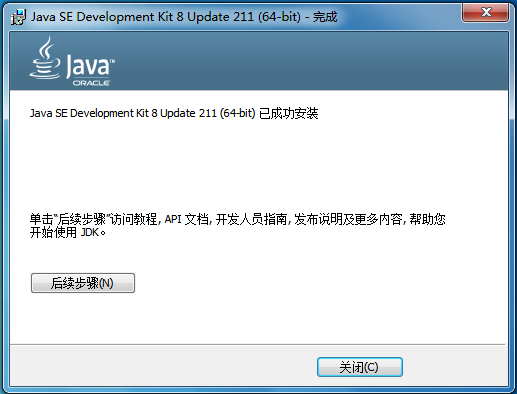 Java SE Development Kit 8 Update 211 (64-bit) - 完成
Java™
ORACLE
Java SE Development Kit 8 Update 211 (64-bit) 已成功安装
单击“后续步骤”访问教程, API 文档, 开发人员指南, 发布说明及更多内容, 帮助您
开始使用 JDK。
后续步骤(N)
关闭(C)